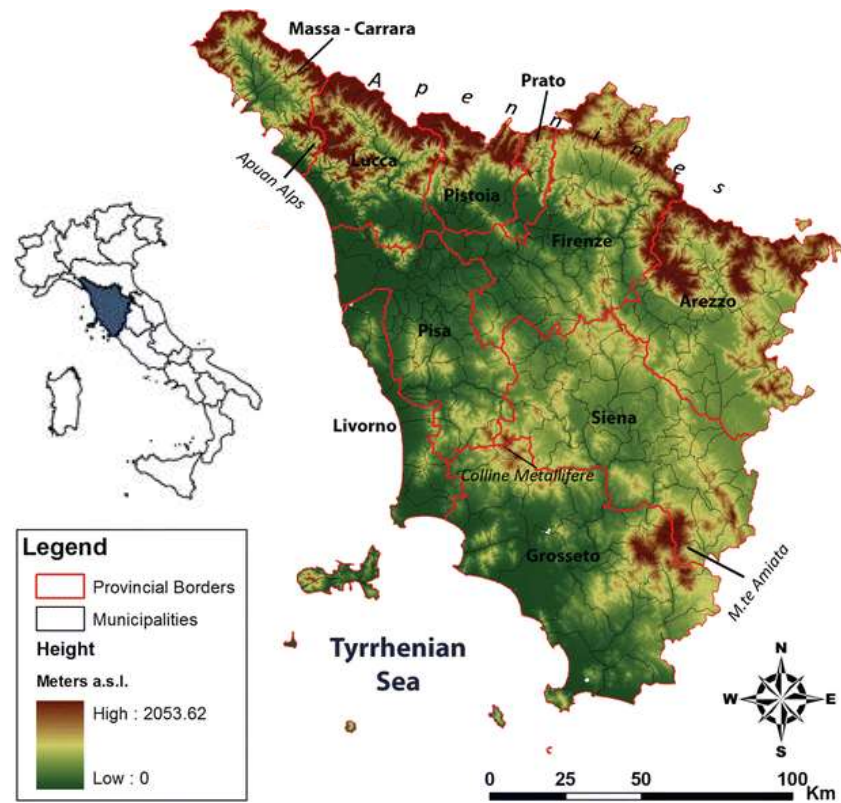 Massa - Carrara
Apennines
Prato
Apuan Alps
Lucca
Pistoia
Firenze
Arezzo
Pisa
Livorno
Siena
Colline Metallifere
Grosseto
M.te Amiata
Tyrrhenian
Sea
Legend
Provincial Borders
Municipalities
Height
Meters a.s.l.
High : 2053.62
Low : 0
N
W E
S
0 25 50 100
Km